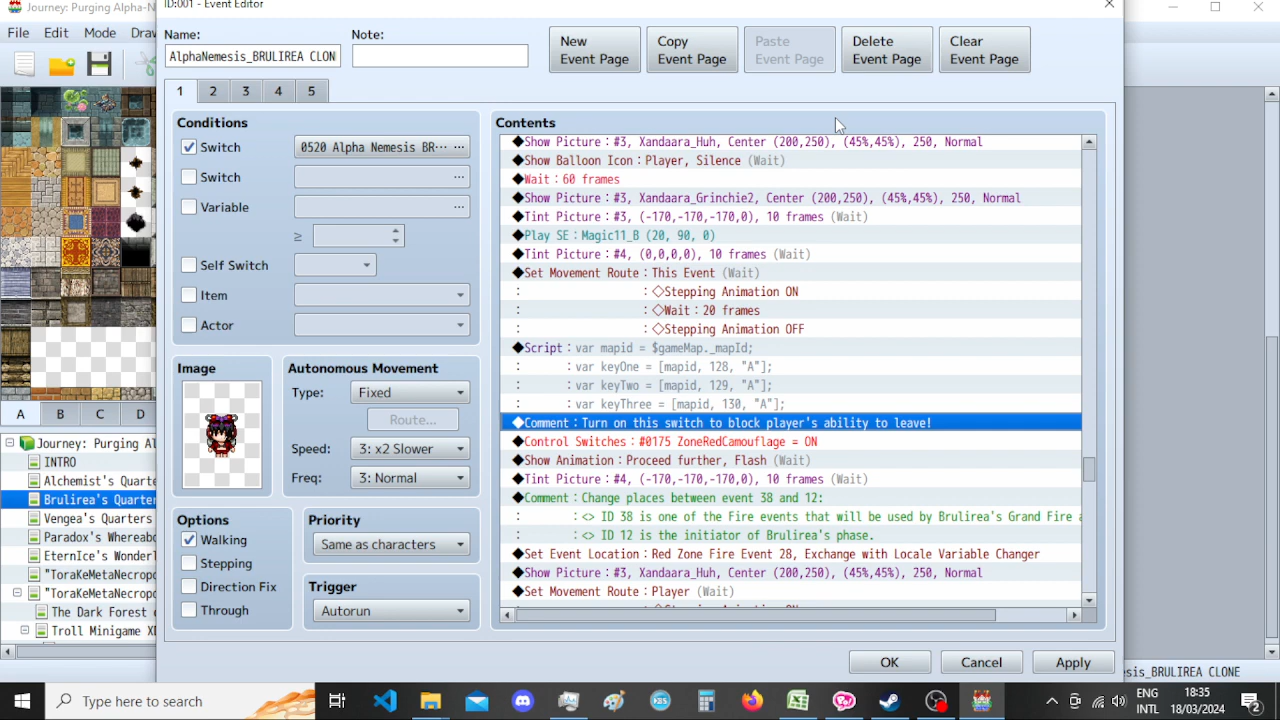 Journey: Purging Alpha-N
ID:001 - Event Editor
File Edit Mode Draw
Name:
AlphaNemesis_BRULIREA CLON
Note:
New Event Page
Copy Event Page
Paste Event Page
Delete Event Page
Clear Event Page
1 2 3 4 5
Conditions
Switch 0520 Alpha Nemesis BR··· ...
Switch ...
Variable ...
≥
Self Switch
Item
Actor
Image
Autonomous Movement
Type: Fixed
Route...
Speed: 3: x2 Slower
Freq: 3: Normal
Options
Walking
Stepping
Direction Fix
Through
Priority
Same as characters
Trigger
Autorun
Contents
◆Show Picture：#3, Xandaara_Huh, Center (200,250), (45%,45%), 250, Normal
◆Show Balloon Icon：Player, Silence (Wait)
◆Wait：60 frames
◆Show Picture：#3, Xandaara_Grinchie2, Center (200,250), (45%,45%), 250, Normal
◆Tint Picture：#3, (-170,-170,-170,0), 10 frames (Wait)
◆Play SE：Magic11_B (20, 90, 0)
◆Tint Picture：#4, (0,0,0,0), 10 frames (Wait)
◆Set Movement Route：This Event (Wait)
：　：◇Stepping Animation ON
：　：◇Wait：20 frames
：　：◇Stepping Animation OFF
◆Script：var mapid = $gameMap._mapId;
：　：var keyOne = [mapid, 128, "A"];
：　：var keyTwo = [mapid, 129, "A"];
：　：var keyThree = [mapid, 130, "A"];
◆Comment：Turn on this switch to block player's ability to leave!
◆Control Switches：#0175 ZoneRedCamouflage = ON
◆Show Animation：Proceed further, Flash (Wait)
◆Tint Picture：#4, (-170,-170,-170,0), 10 frames (Wait)
◆Comment：Change places between event 38 and 12:
：　：<> ID 38 is one of the Fire events that will be used by Brulirea's Grand Fire a
：　：<> ID 12 is the initiator of Brulirea's phase.
◆Set Event Location：Red Zone Fire Event 28, Exchange with Locale Variable Changer
◆Show Picture：#3, Xandaara_Huh, Center (200,250), (45%,45%), 250, Normal
◆Set Movement Route：Player (Wait)
：　：◇Stepping Animation ON
OK Cancel Apply
A B C D
Journey: Purging Al
INTRO
Alchemist's Quarte
Brulirea's Quarter
Vengea's Quarters
Paradox's Whereabo
EternIce's Wonderl
"ToraKeMetaNecropo
"ToraKeMetaNecropo
The Dark Forest o
Troll Minigame XD
esis_BRULIREA CLONE
Type here to search
ENG
INTL
18:35
18/03/2024
2